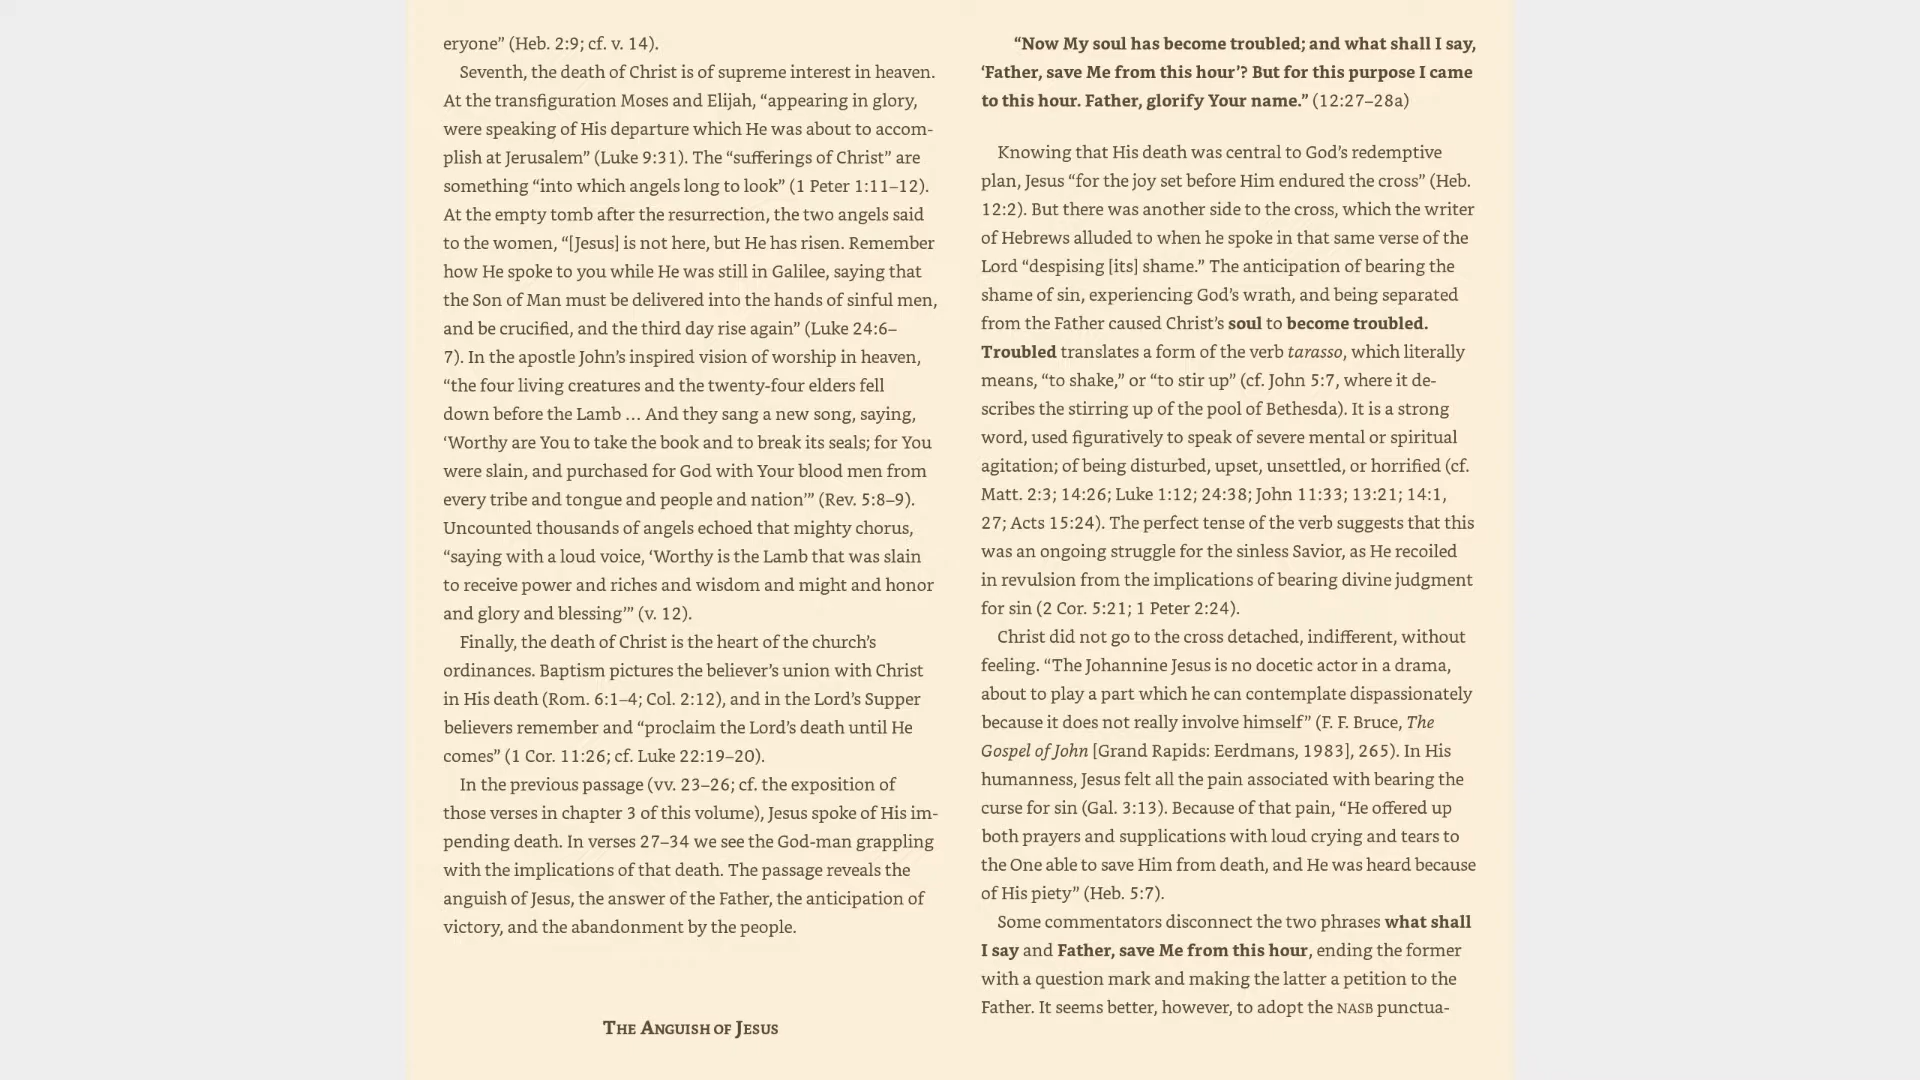 eryone” (Heb. 2:9; cf. v. 14).
Seventh, the death of Christ is of supreme interest in heaven.
At the transfiguration Moses and Elijah, “appearing in glory,
were speaking of His departure which He was about to accom-
plish at Jerusalem” (Luke 9:31). The “sufferings of Christ” are
something “into which angels long to look” (1 Peter 1:11–12).
At the empty tomb after the resurrection, the two angels said
to the women, “[Jesus] is not here, but He has risen. Remember
how He spoke to you while He was still in Galilee, saying that
the Son of Man must be delivered into the hands of sinful men,
and be crucified, and the third day rise again” (Luke 24:6–
7). In the apostle John’s inspired vision of worship in heaven,
“the four living creatures and the twenty-four elders fell
down before the Lamb … And they sang a new song, saying,
‘Worthy are You to take the book and to break its seals; for You
were slain, and purchased for God with Your blood men from
every tribe and tongue and people and nation’” (Rev. 5:8–9).
Uncounted thousands of angels echoed that mighty chorus,
“saying with a loud voice, ‘Worthy is the Lamb that was slain
to receive power and riches and wisdom and might and honor
and glory and blessing’” (v. 12).
Finally, the death of Christ is the heart of the church’s
ordinances. Baptism pictures the believer’s union with Christ
in His death (Rom. 6:1–4; Col. 2:12), and in the Lord’s Supper
believers remember and “proclaim the Lord’s death until He
comes” (1 Cor. 11:26; cf. Luke 22:19–20).
In the previous passage (vv. 23–26; cf. the exposition of
those verses in chapter 3 of this volume), Jesus spoke of His im-
pending death. In verses 27–34 we see the God-man grappling
with the implications of that death. The passage reveals the
anguish of Jesus, the answer of the Father, the anticipation of
victory, and the abandonment by the people.
THE ANGUISH OF JESUS
“Now My soul has become troubled; and what shall I say,
‘Father, save Me from this hour’? But for this purpose I came
to this hour. Father, glorify Your name.” (12:27–28a)
Knowing that His death was central to God’s redemptive
plan, Jesus “for the joy set before Him endured the cross” (Heb.
12:2). But there was another side to the cross, which the writer
of Hebrews alluded to when he spoke in that same verse of the
Lord “despising [its] shame.” The anticipation of bearing the
shame of sin, experiencing God’s wrath, and being separated
from the Father caused Christ’s soul to become troubled.
Troubled translates a form of the verb tarasso, which literally
means, “to shake,” or “to stir up” (cf. John 5:7, where it de-
scribes the stirring up of the pool of Bethesda). It is a strong
word, used figuratively to speak of severe mental or spiritual
agitation; of being disturbed, upset, unsettled, or horrified (cf.
Matt. 2:3; 14:26; Luke 1:12; 24:38; John 11:33; 13:21; 14:1,
27; Acts 15:24). The perfect tense of the verb suggests that this
was an ongoing struggle for the sinless Savior, as He recoiled
in revulsion from the implications of bearing divine judgment
for sin (2 Cor. 5:21; 1 Peter 2:24).
Christ did not go to the cross detached, indifferent, without
feeling. “The Johannine Jesus is no docetic actor in a drama,
about to play a part which he can contemplate dispassionately
because it does not really involve himself” (F. F. Bruce, The
Gospel of John [Grand Rapids: Eerdmans, 1983], 265). In His
humanness, Jesus felt all the pain associated with bearing the
curse for sin (Gal. 3:13). Because of that pain, “He offered up
both prayers and supplications with loud crying and tears to
the One able to save Him from death, and He was heard because
of His piety” (Heb. 5:7).
Some commentators disconnect the two phrases what shall
I say and Father, save Me from this hour, ending the former
with a question mark and making the latter a petition to the
Father. It seems better, however, to adopt the NASB punctua-